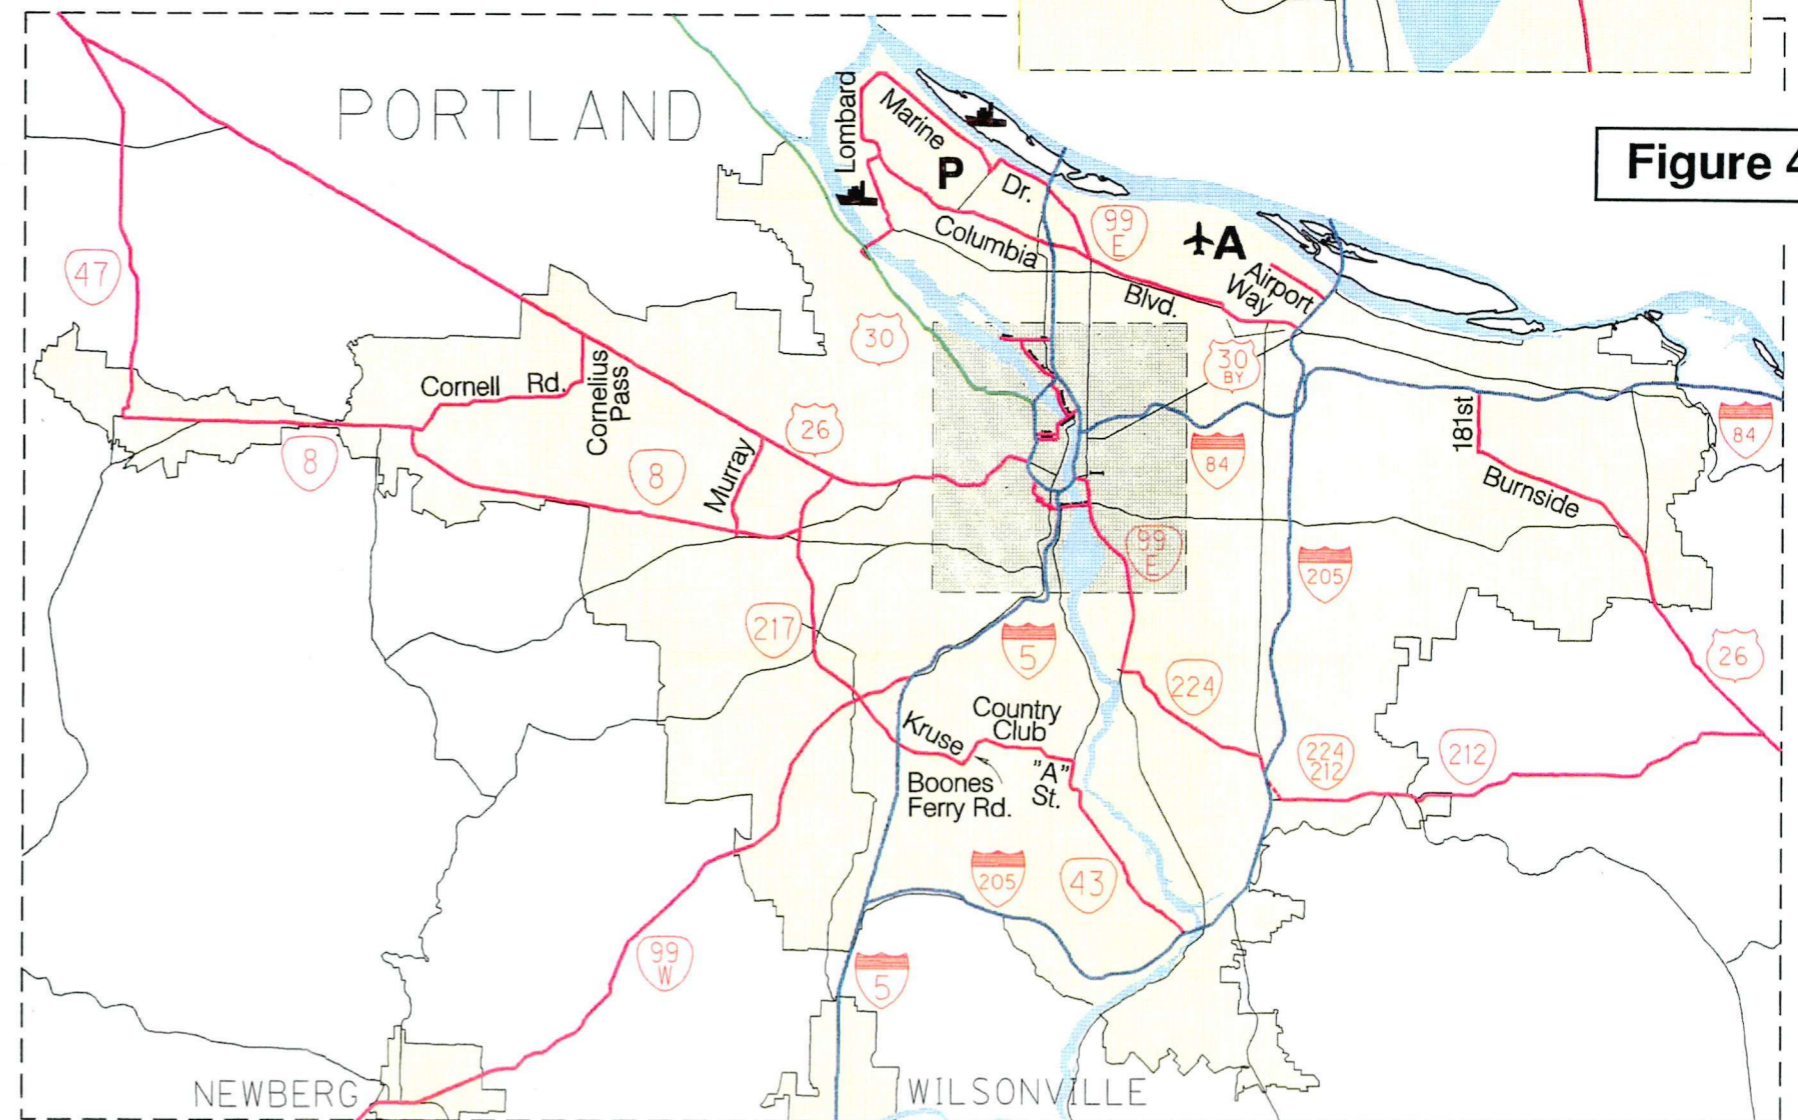 PORTLAND
Figure 4
Lombard
Marine
P
Dr.
99
E
A
Columbia
Airport
Way
Blvd.
47
30
30
BY
Cornell Rd.
Cornelius
Pass
26
8
8
Murray
84
181st
84
Burnside
99
E
205
217
5
224
26
Country
Club
Kruse
"A"
St.
Boones
Ferry Rd.
224
212
212
205
43
99
W
5
NEWBERG
WILSONVILLE